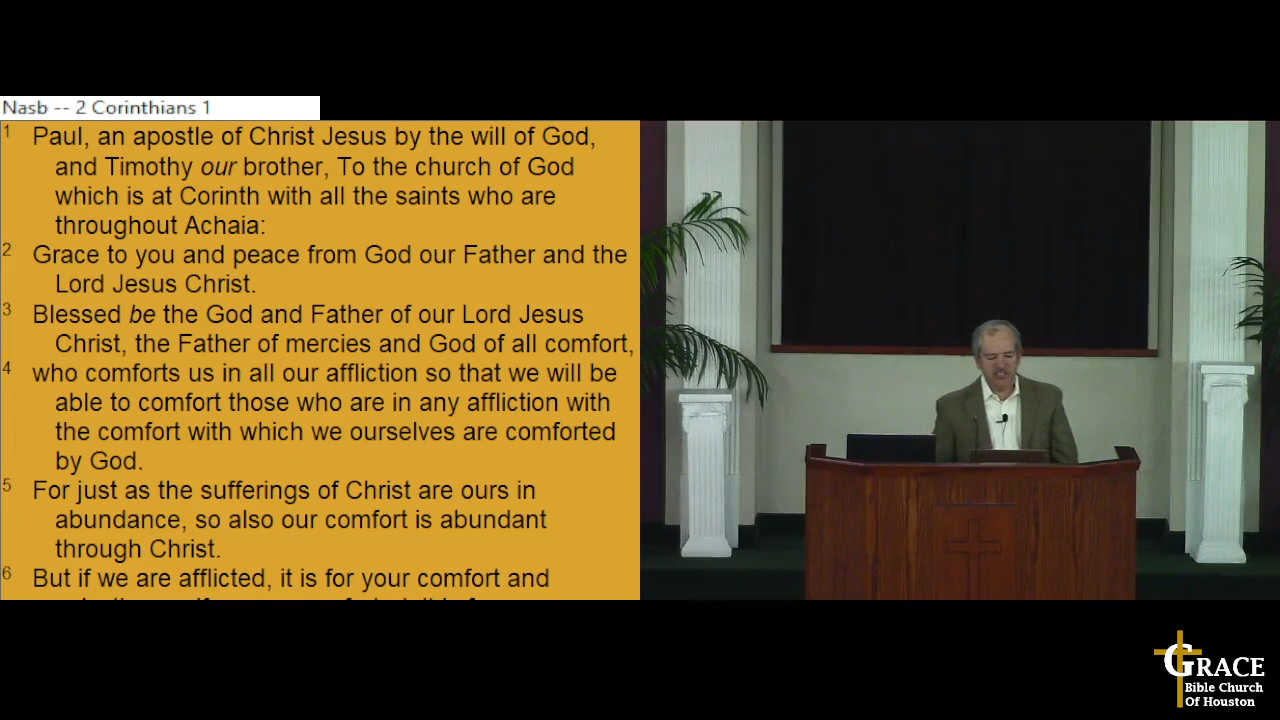 Nasb -- 2 Corinthians 1
1 Paul, an apostle of Christ Jesus by the will of God,
and Timothy our brother, To the church of God
which is at Corinth with all the saints who are
throughout Achaia:
2 Grace to you and peace from God our Father and the
Lord Jesus Christ.
3 Blessed be the God and Father of our Lord Jesus
Christ, the Father of mercies and God of all comfort,
4 who comforts us in all our affliction so that we will be
able to comfort those who are in any affliction with
the comfort with which we ourselves are comforted
by God.
5 For just as the sufferings of Christ are ours in
abundance, so also our comfort is abundant
through Christ.
6 But if we are afflicted, it is for your comfort and
GRACE
Bible Church
Of Houston